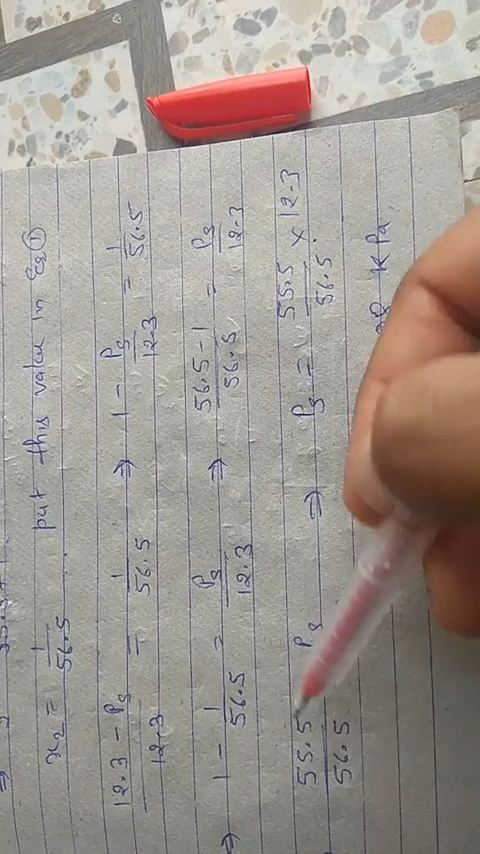 x₂ = 1/56.5 put this value in Eq ①
(12.3 - Ps)/12.3 = 1/56.5 ⇒ 1 - Ps/12.3 = 1/56.5
⇒ 1 - 1/56.5 = Ps/12.3 ⇒ (56.5 - 1)/56.5 = Ps/12.3
55.5/56.5 Ps ⇒ Ps = 55.5/56.5 × 12.3
KPa